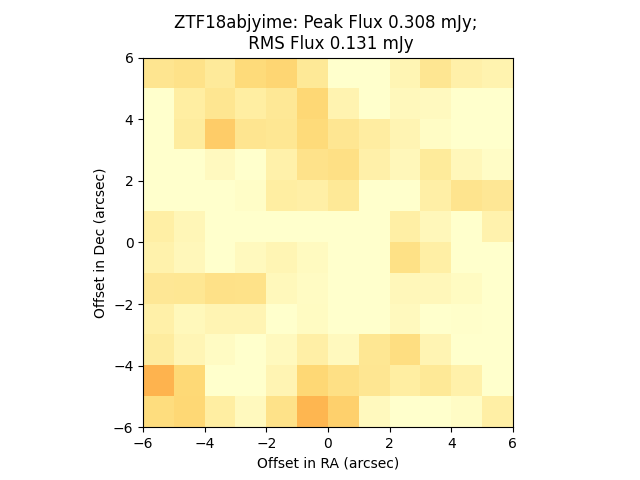 ZTF18abjyime: Peak Flux 0.308 mJy;
RMS Flux 0.131 mJy
6
4
2
0
−2
−4
−6
Offset in Dec (arcsec)
−6 −4 −2 0 2 4 6
Offset in RA (arcsec)